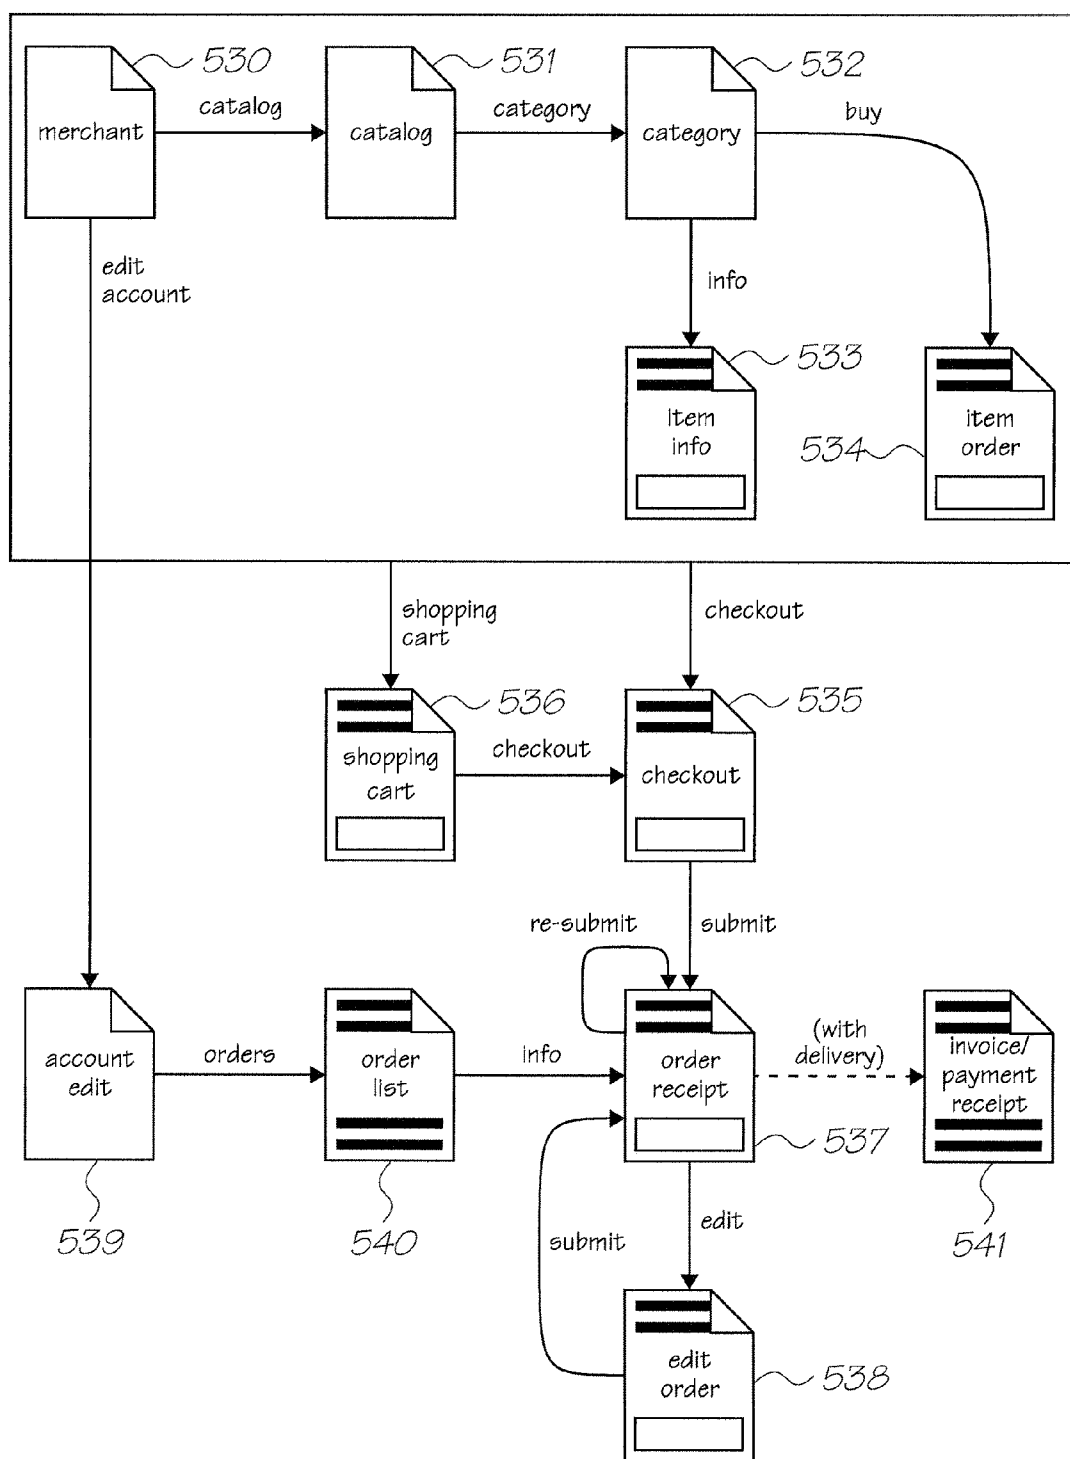 530
531
532
merchant
catalog
catalog
category
category
buy
edit
account
info
533
item
info
534
item
order
shopping
cart
checkout
536
535
shopping
cart
checkout
checkout
re-submit
submit
account
edit
orders
order
list
info
order
receipt
(with
delivery)
invoice/
payment
receipt
537
539
540
submit
edit
541
edit
order
538